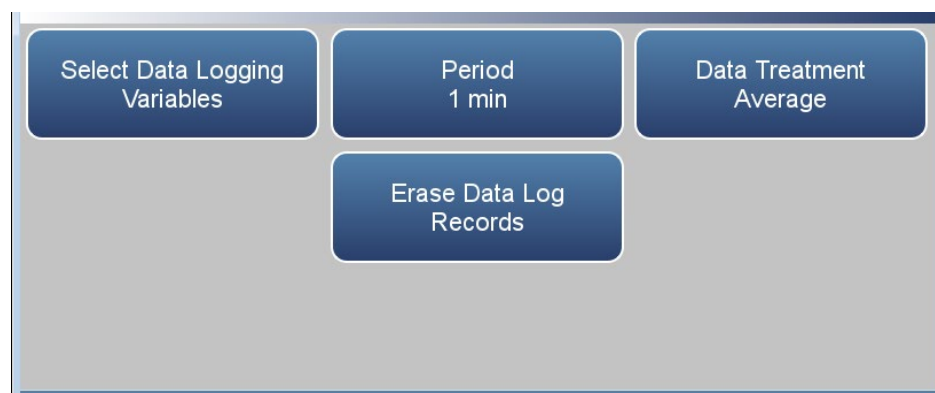 Select Data Logging
Variables
Period
1 min
Data Treatment
Average
Erase Data Log
Records